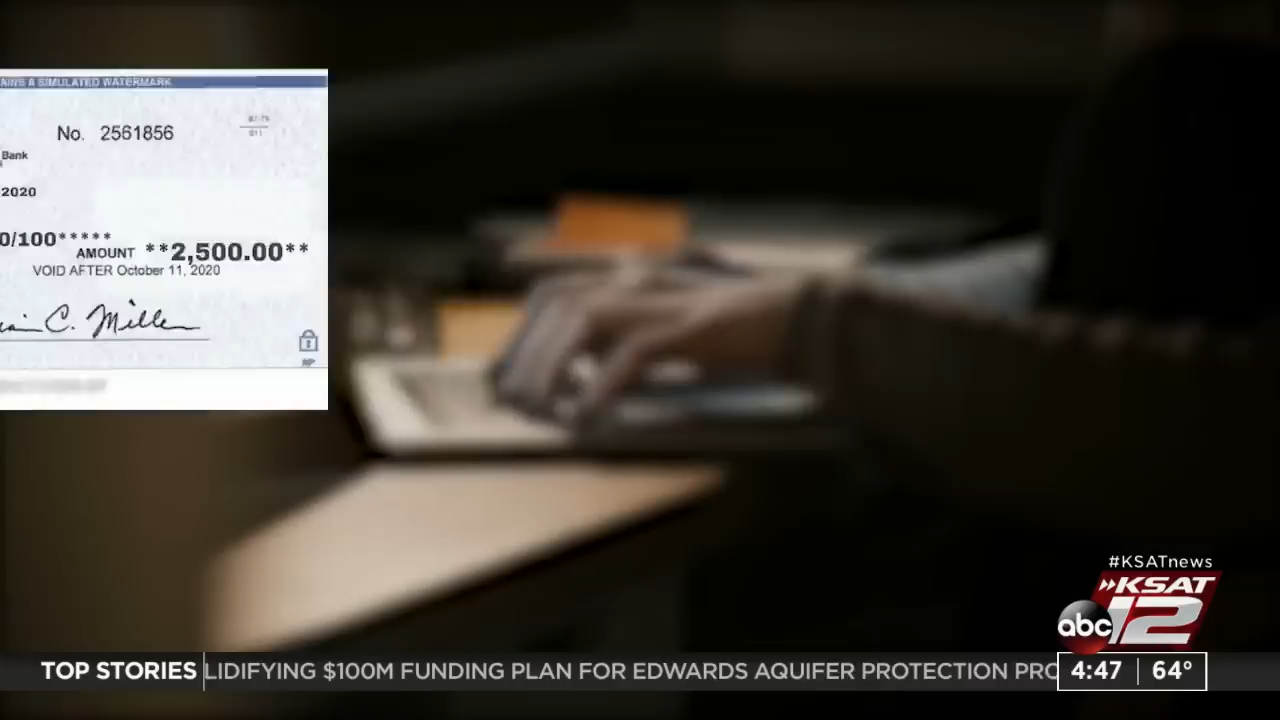 AINS A SIMULATED WATERMARK
No. 2561856
Bank
2020
0/100*****
AMOUNT **2,500.00**
VOID AFTER October 11, 2020
C. Miller
#KSATnews
KSAT
abc 12
TOP STORIES LIDIFYING $100M FUNDING PLAN FOR EDWARDS AQUIFER PROTECTION PRO 4:47 64°